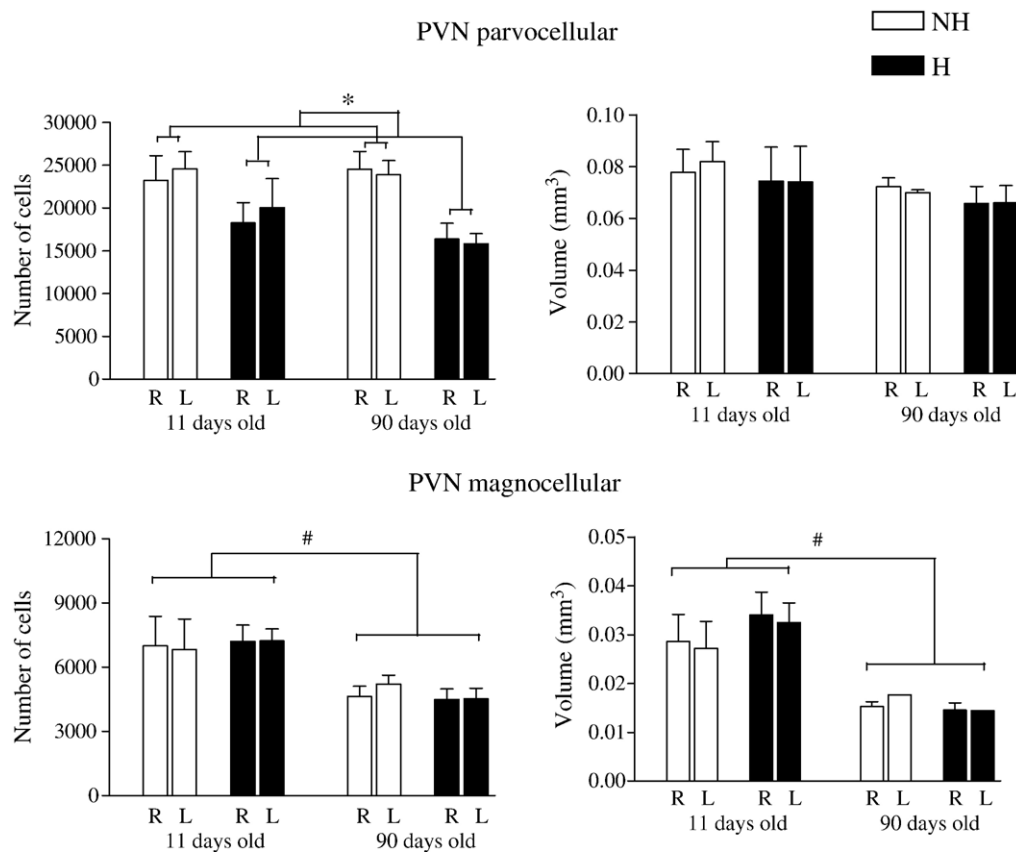 PVN parvocellular
NH
H
*
Number of cells
30000
25000
20000
15000
10000
5000
0
R L R L R L R L
11 days old 90 days old
Volume (mm³)
0.10
0.08
0.06
0.04
0.02
0.00
R L R L R L R L
11 days old 90 days old
PVN magnocellular
#
Number of cells
12000
9000
6000
3000
0
R L R L R L R L
11 days old 90 days old
#
Volume (mm³)
0.05
0.04
0.03
0.02
0.01
0.00
R L R L R L R L
11 days old 90 days old